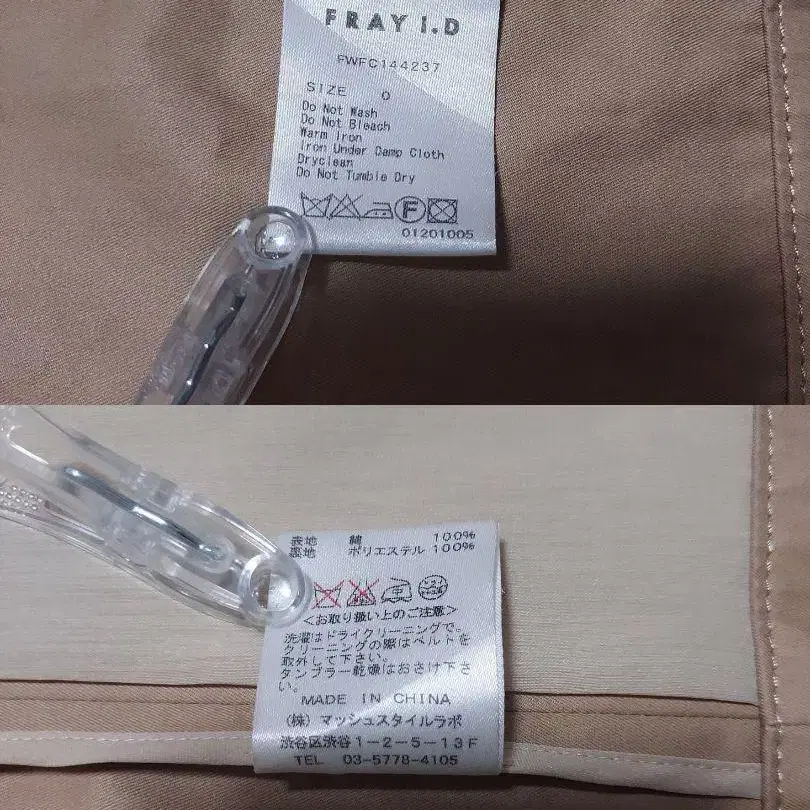 FRAY I.D
FWFC144237
SIZE 0
Do Not Wash
Do Not Bleach
Warm Iron
Iron Under Damp Cloth
Dryclean
Do Not Tumble Dry
F
01201005
表地 綿 100%
裏地 ポリエステル 100%
<お取り扱い上のご注意>
洗濯はドライクリーニングで。
クリーニングの際はベルトを
取外して下さい。
タンブラー乾燥はおさけ下さ
い。
MADE IN CHINA
(株)マッシュスタイルラボ
渋谷区渋谷1-2-5-13F
TEL 03-5778-4105